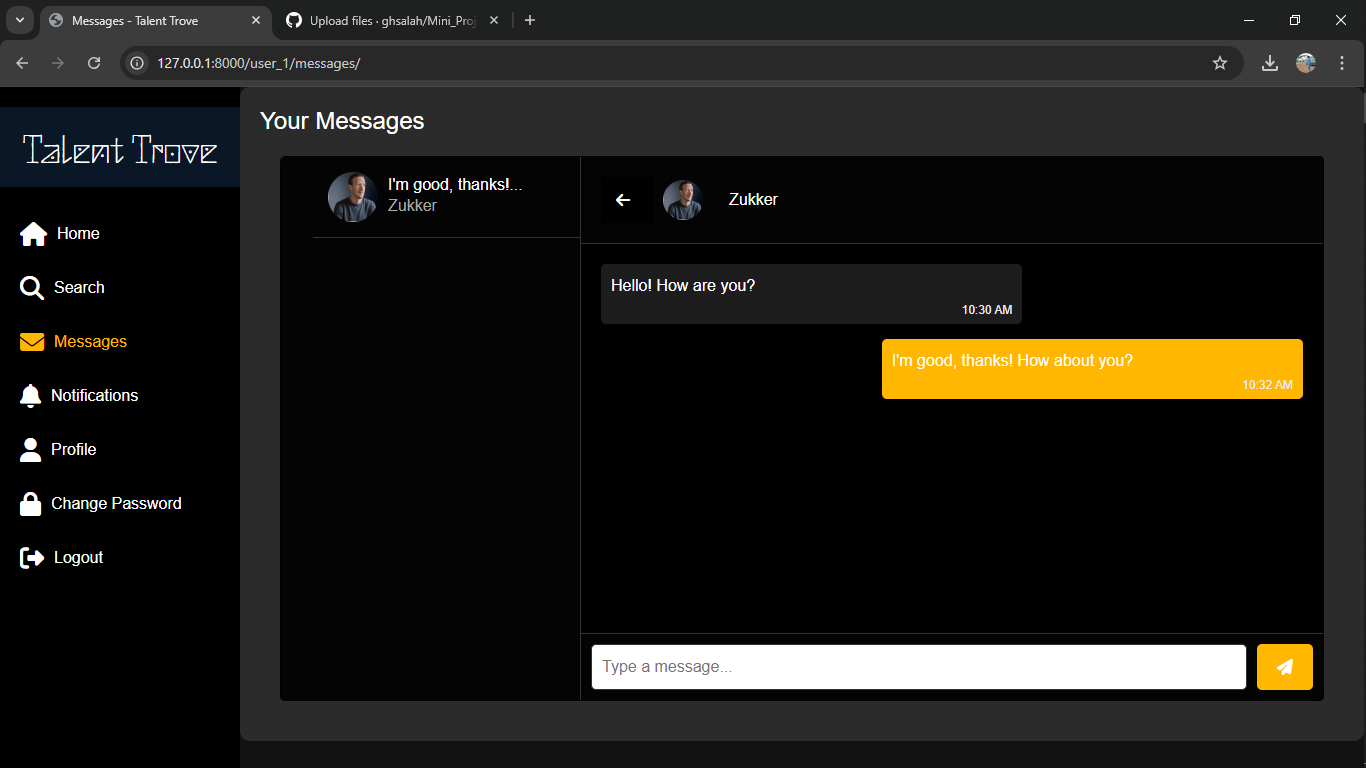 Messages - Talent Trove
Upload files · ghsalah/Mini_Proj
127.0.0.1:8000/user_1/messages/
Talent Trove
Home
Search
Messages
Notifications
Profile
Change Password
Logout
Your Messages
I'm good, thanks!...
Zukker
Zukker
Hello! How are you?
10:30 AM
I'm good, thanks! How about you?
10:32 AM
Type a message...